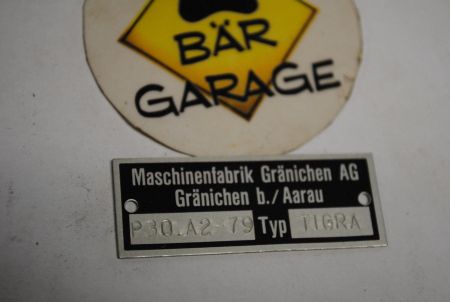 BÄR
GARAGE
Maschinenfabrik Gränichen AG
Gränichen b./Aarau
P30.A2-79 Typ TIGRA